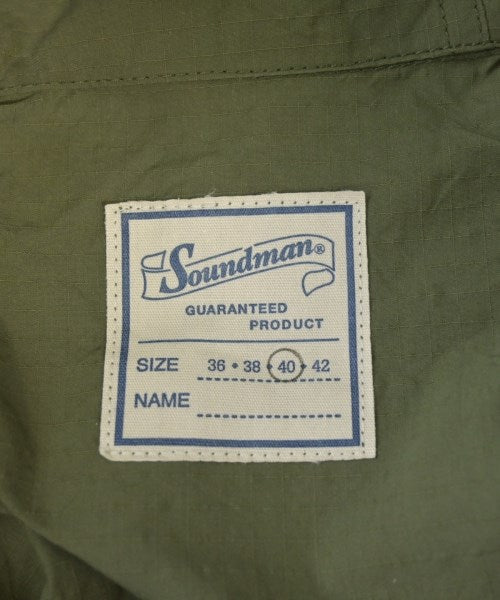 Soundman®
GUARANTEED
PRODUCT
SIZE 36 • 38 • 40 • 42
NAME